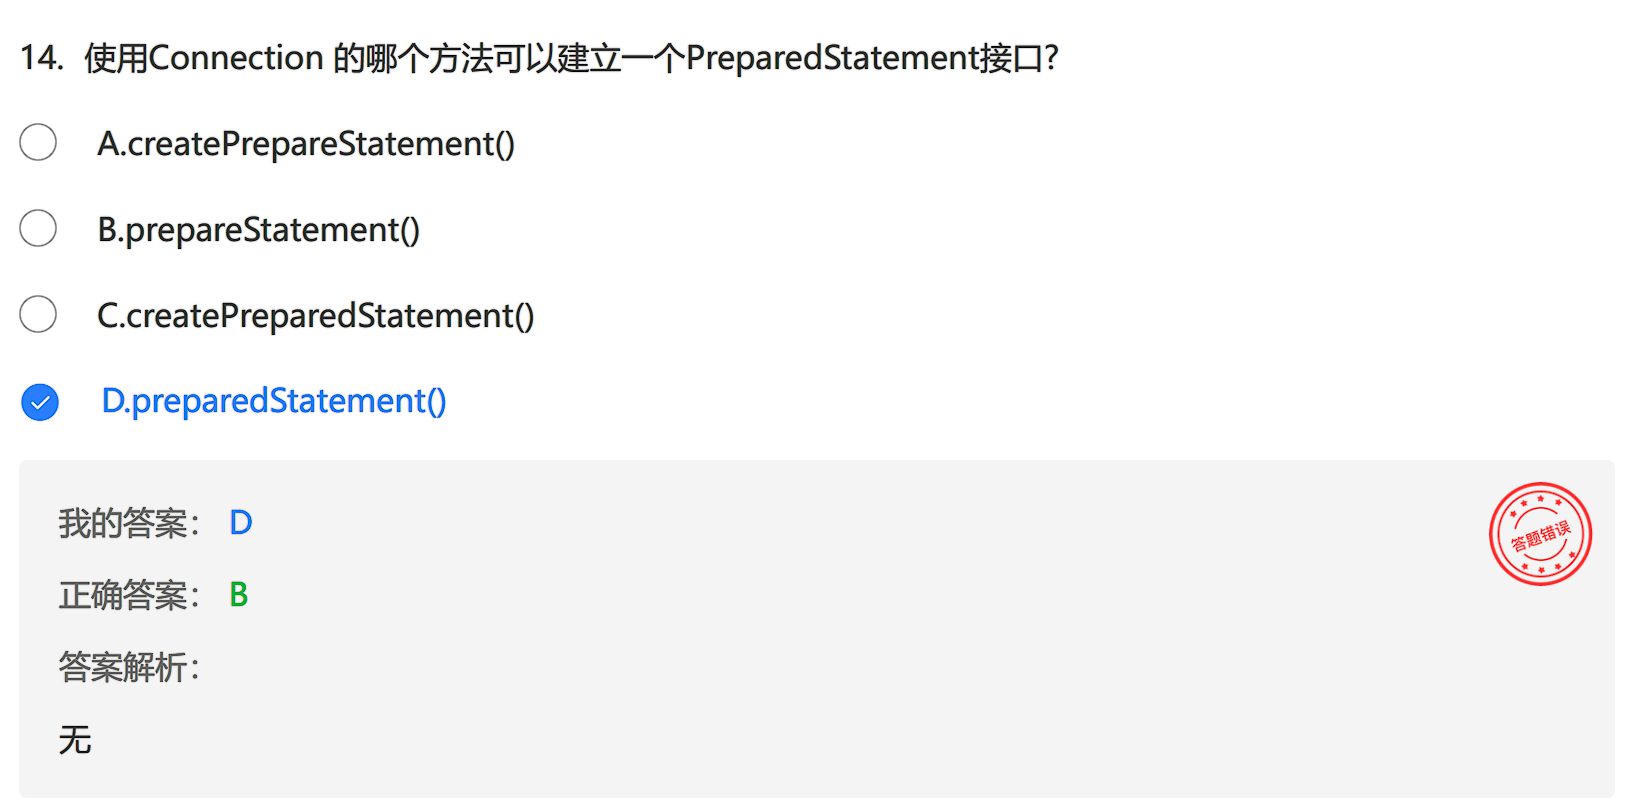 14. 使用Connection 的哪个方法可以建立一个PreparedStatement接口?
A.createPrepareStatement()
B.prepareStatement()
C.createPreparedStatement()
D.preparedStatement()
我的答案： D
答题错误
正确答案： B
答案解析：
无